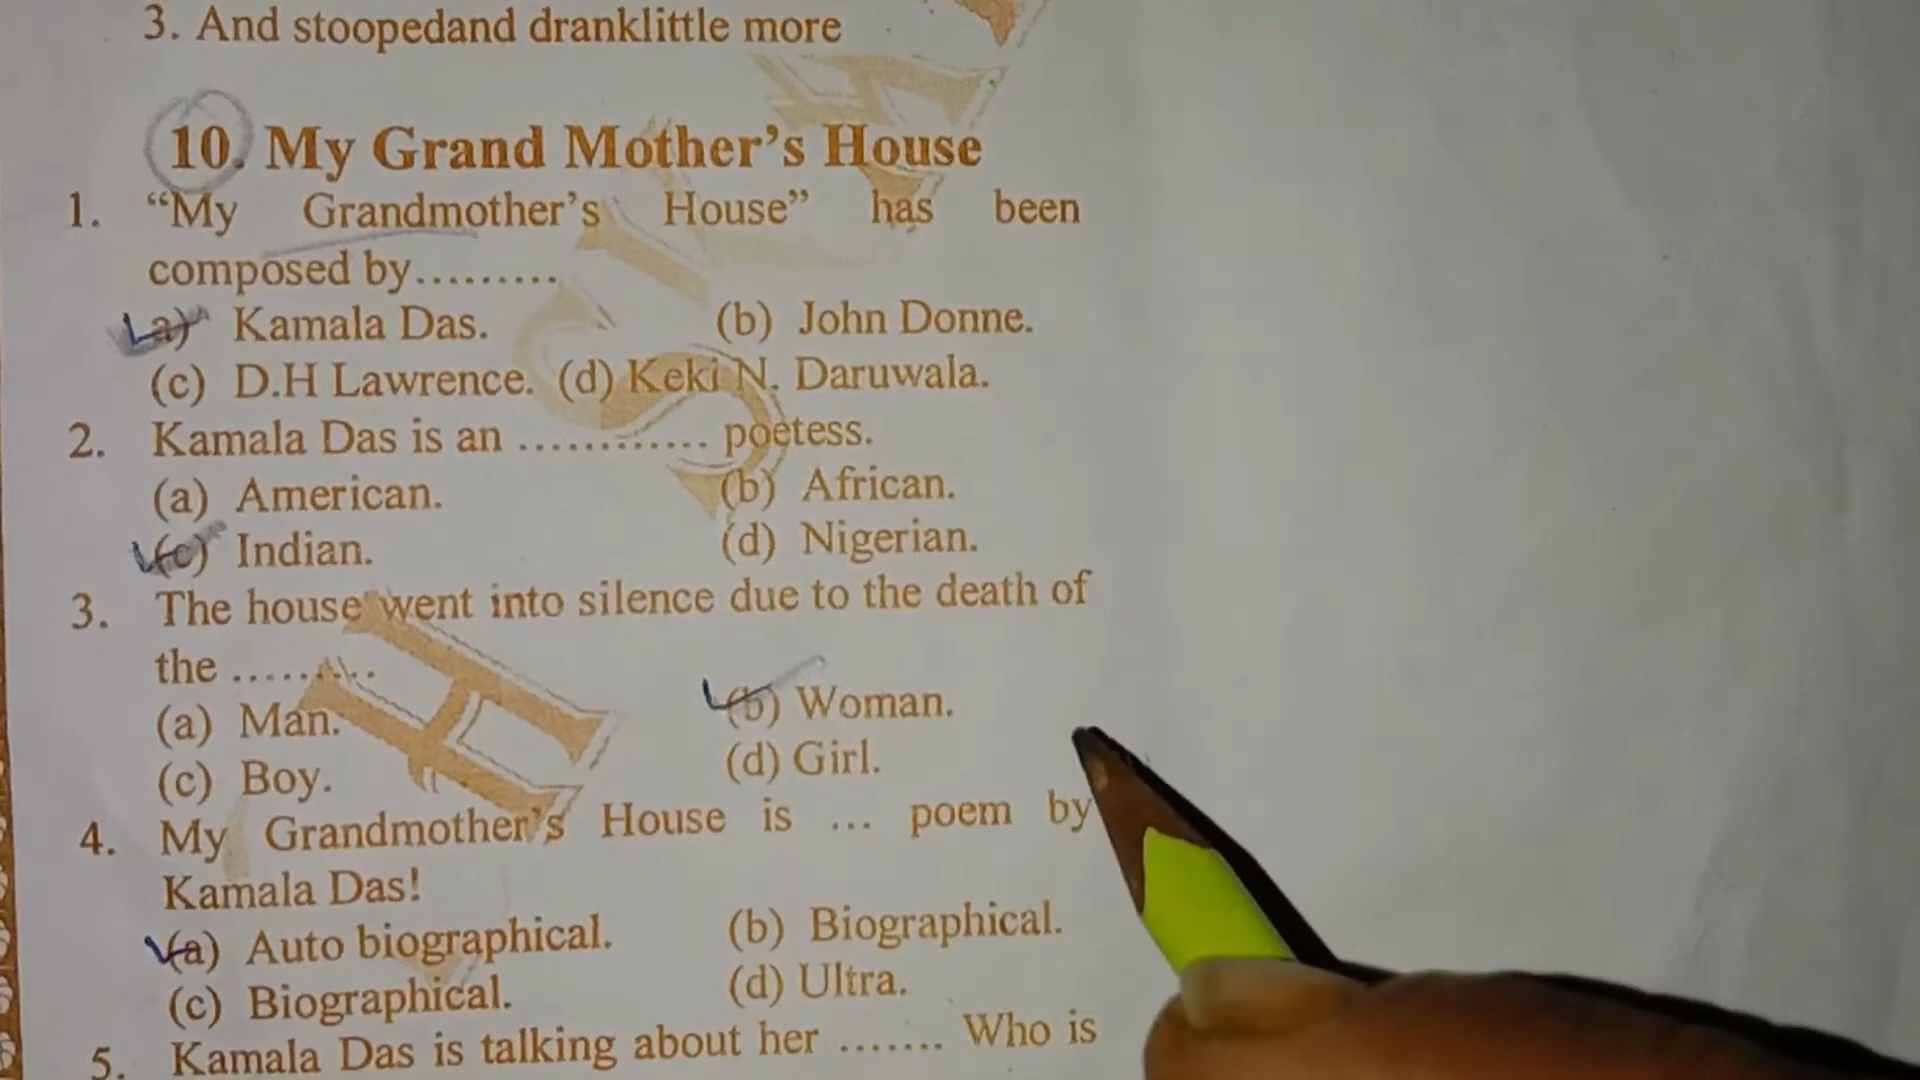 3. And stoopedand dranklittle more
10. My Grand Mother's House
1. “My Grandmother's House” has been
composed by.........
(a) Kamala Das. (b) John Donne.
(c) D.H Lawrence. (d) Keki N. Daruwala.
2. Kamala Das is an ............ poetess.
(a) American. (b) African.
(c) Indian. (d) Nigerian.
3. The house went into silence due to the death of
the .........
(a) Man. (b) Woman.
(c) Boy. (d) Girl.
4. My Grandmother's House is ... poem by
Kamala Das!
(a) Auto biographical. (b) Biographical.
(c) Biographical. (d) Ultra.
5. Kamala Das is talking about her ....... Who is